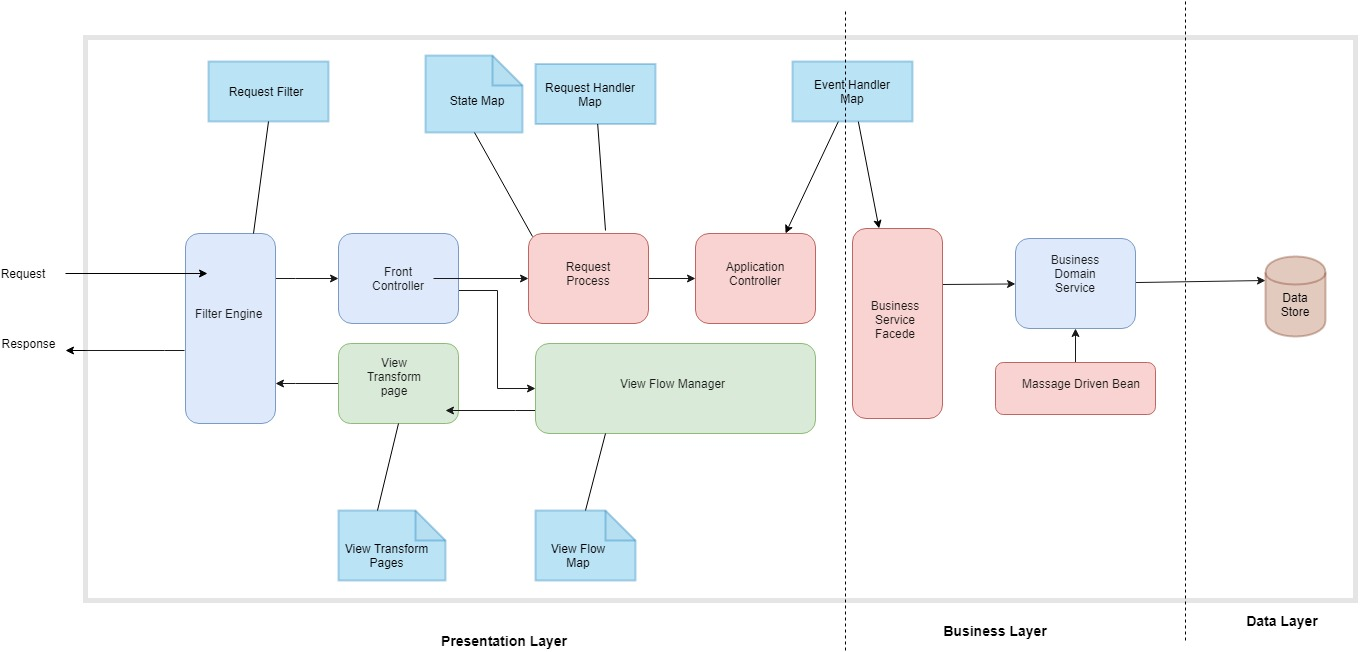 Request Filter
State Map
Request Handler
Map
Event Handler
Map
Request
Response
Filter Engine
Front
Controller
Request
Process
Application
Controller
Business
Service
Facede
Business
Domain
Service
Data
Store
View
Transform
page
View Flow Manager
Massage Driven Bean
View Transform
Pages
View Flow
Map
Presentation Layer
Business Layer
Data Layer